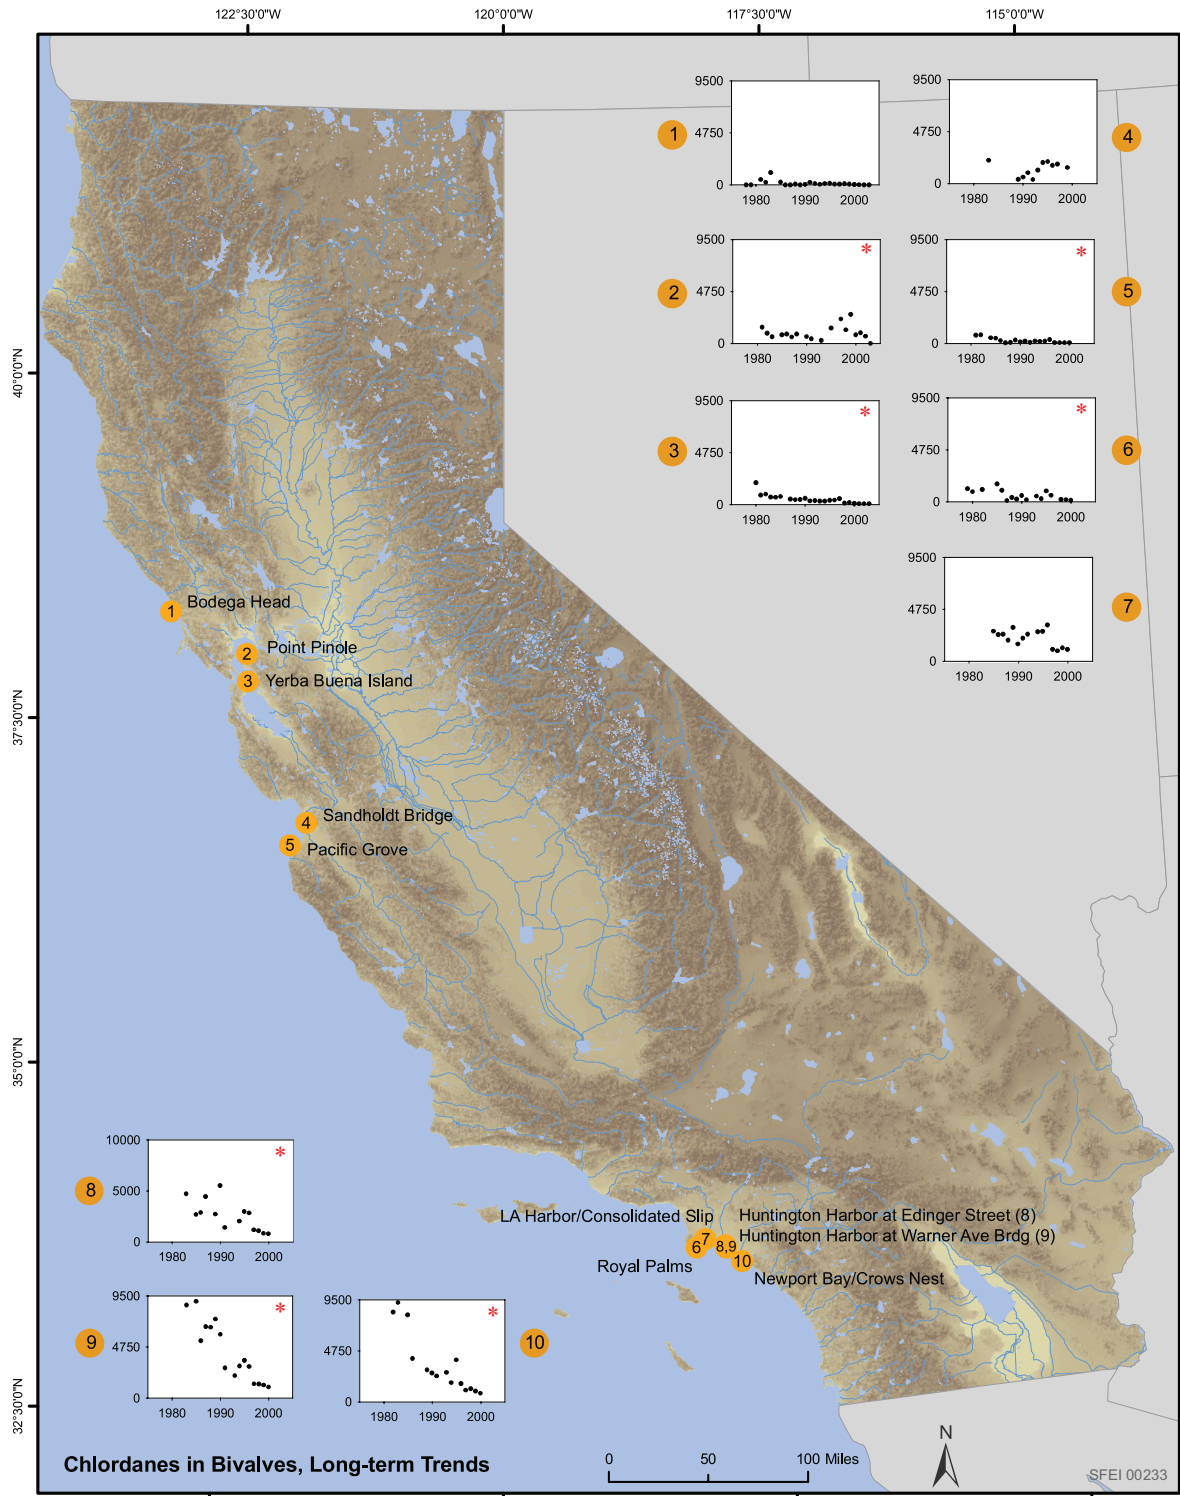 122°30'0"W 120°0'0"W 117°30'0"W 115°0'0"W
40°0'0"N
37°30'0"N
35°0'0"N
32°30'0"N
1
9500
4750
0
1980 1990 2000
4
9500
4750
0
1980 1990 2000
2
9500
4750
0
*
1980 1990 2000
5
9500
4750
0
*
1980 1990 2000
3
9500
4750
0
*
1980 1990 2000
6
9500
4750
0
*
1980 1990 2000
7
9500
4750
0
1980 1990 2000
1 Bodega Head
2 Point Pinole
3 Yerba Buena Island
4 Sandholdt Bridge
5 Pacific Grove
8
10000
5000
0
*
1980 1990 2000
LA Harbor/Consolidated Slip
Huntington Harbor at Edinger Street (8)
Huntington Harbor at Warner Ave Brdg (9)
7
6
8,9
10
Royal Palms
Newport Bay/Crows Nest
9
9500
4750
0
*
1980 1990 2000
10
9500
4750
0
*
1980 1990 2000
Chlordanes in Bivalves, Long-term Trends
0 50 100 Miles
N
SFEI 00233